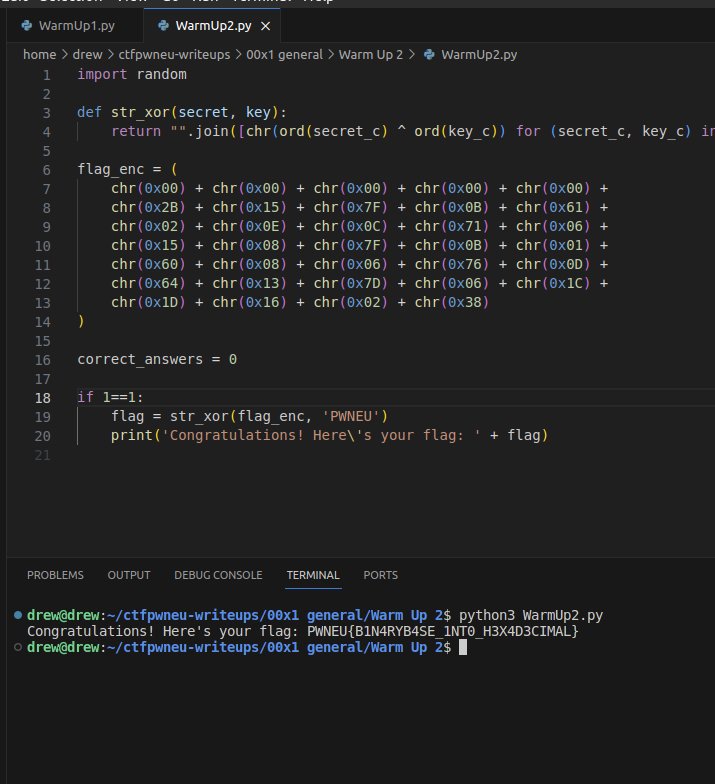 WarmUp1.py WarmUp2.py
home > drew > ctfpwneu-writeups > 00x1 general > Warm Up 2 > WarmUp2.py
1 import random
2
3 def str_xor(secret, key):
4 return "".join([chr(ord(secret_c) ^ ord(key_c)) for (secret_c, key_c) in
5
6 flag_enc = (
7 chr(0x00) + chr(0x00) + chr(0x00) + chr(0x00) + chr(0x00) +
8 chr(0x2B) + chr(0x15) + chr(0x7F) + chr(0x0B) + chr(0x61) +
9 chr(0x02) + chr(0x0E) + chr(0x0C) + chr(0x71) + chr(0x06) +
10 chr(0x15) + chr(0x08) + chr(0x7F) + chr(0x0B) + chr(0x01) +
11 chr(0x60) + chr(0x08) + chr(0x06) + chr(0x76) + chr(0x0D) +
12 chr(0x64) + chr(0x13) + chr(0x7D) + chr(0x06) + chr(0x1C) +
13 chr(0x1D) + chr(0x16) + chr(0x02) + chr(0x38)
14 )
15
16 correct_answers = 0
17
18 if 1==1:
19 flag = str_xor(flag_enc, 'PWNEU')
20 print('Congratulations! Here\'s your flag: ' + flag)
21
PROBLEMS OUTPUT DEBUG CONSOLE TERMINAL PORTS
drew@drew:~/ctfpwneu-writeups/00x1 general/Warm Up 2$ python3 WarmUp2.py
Congratulations! Here's your flag: PWNEU{B1N4RYB4SE_1NT0_H3X4D3CIMAL}
drew@drew:~/ctfpwneu-writeups/00x1 general/Warm Up 2$